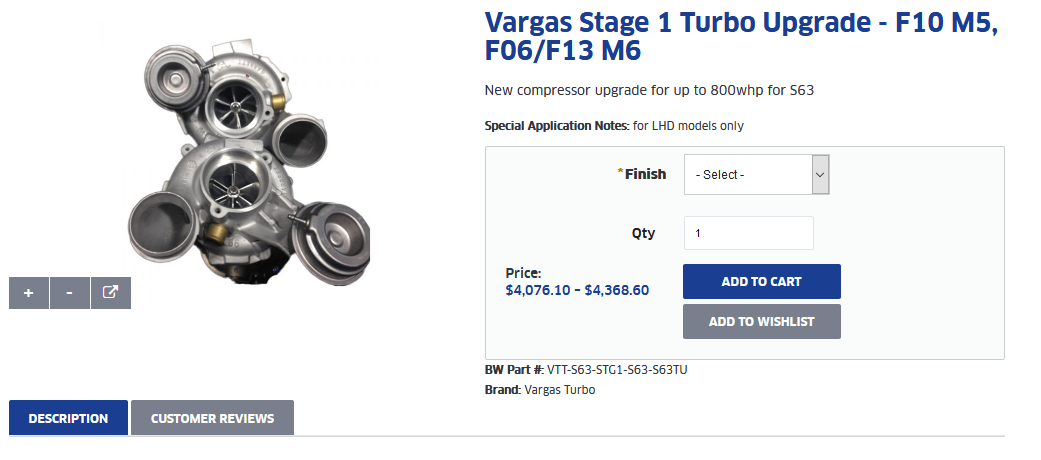 Vargas Stage 1 Turbo Upgrade - F10 M5,
F06/F13 M6
New compressor upgrade for up to 800whp for S63
Special Application Notes: for LHD models only
*Finish
- Select -
Qty
1
Price:
$4,076.10 - $4,368.60
ADD TO CART
ADD TO WISHLIST
+
-
BW Part #: VTT-S63-STG1-S63-S63TU
Brand: Vargas Turbo
DESCRIPTION
CUSTOMER REVIEWS